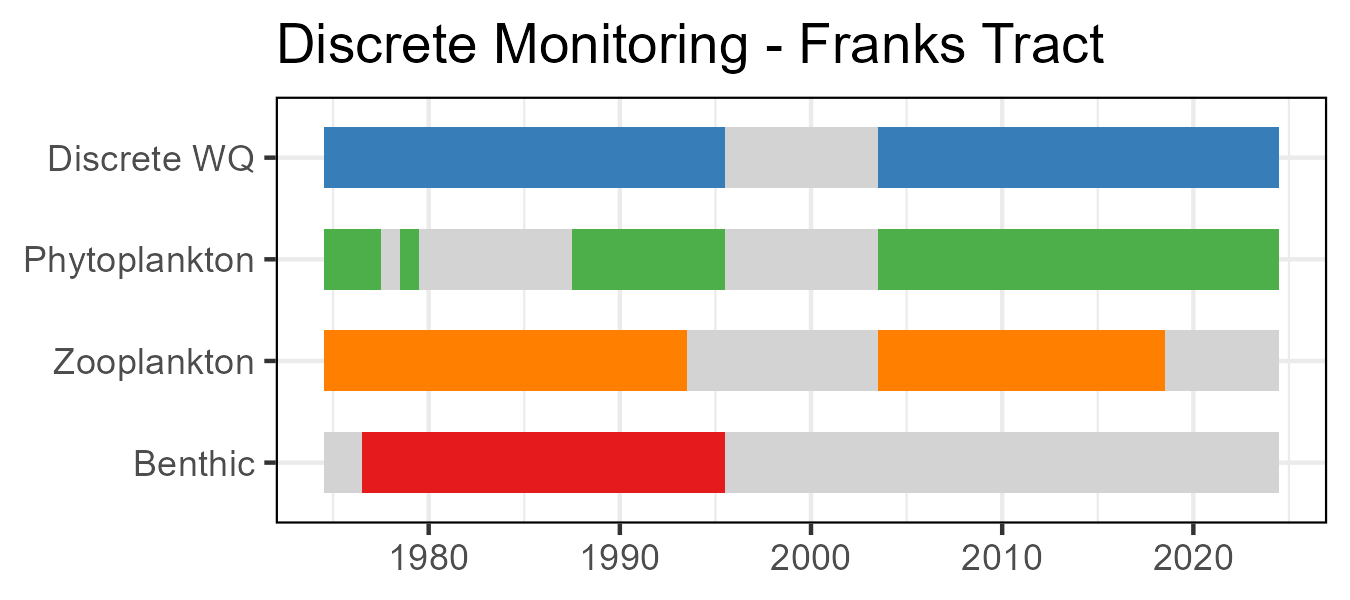 Discrete Monitoring - Franks Tract
Discrete WQ
Phytoplankton
Zooplankton
Benthic
1980 1990 2000 2010 2020